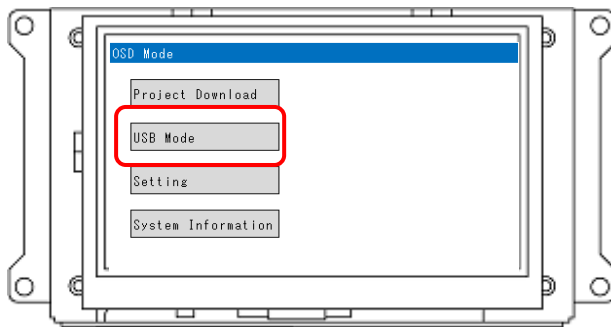 OSD Mode
Project Download
USB Mode
Setting
System Information